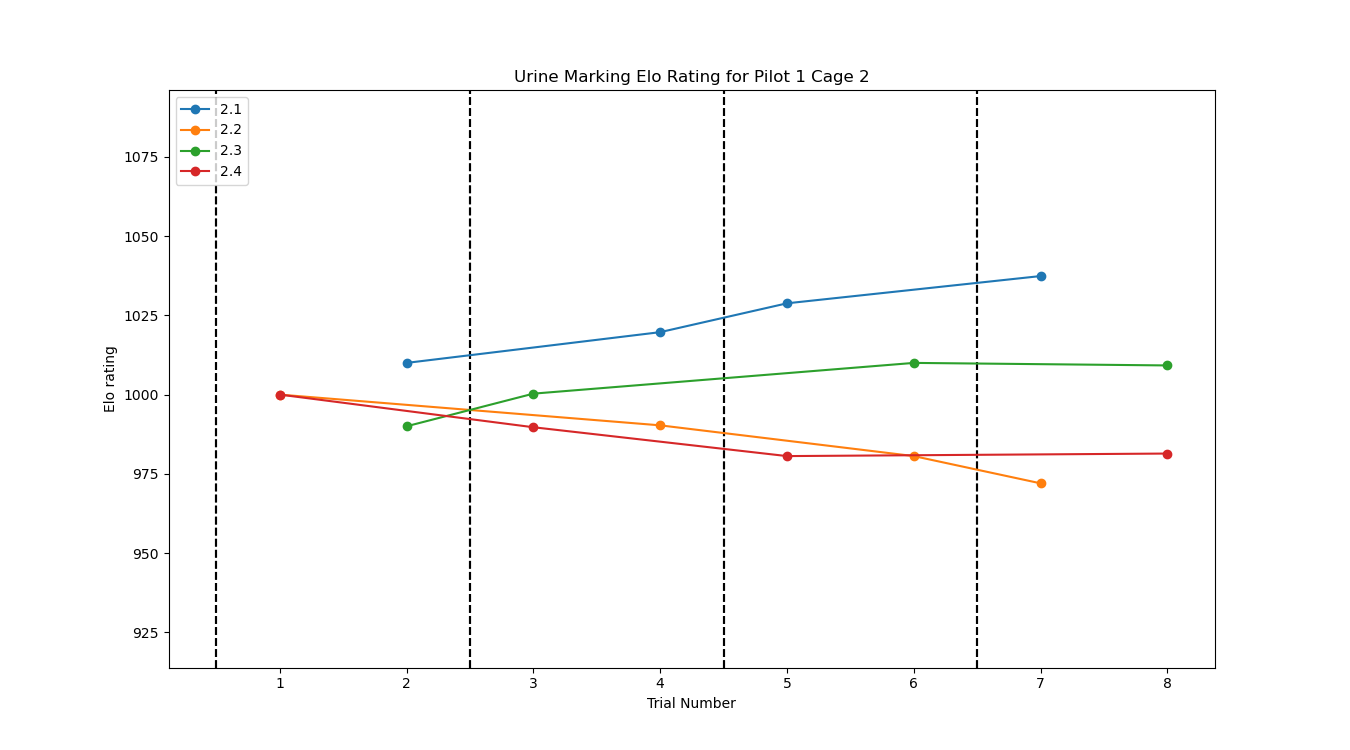 Urine Marking Elo Rating for Pilot 1 Cage 2
2.1
2.2
2.3
2.4
1075
1050
1025
1000
975
950
925
Elo rating
1 2 3 4 5 6 7 8
Trial Number